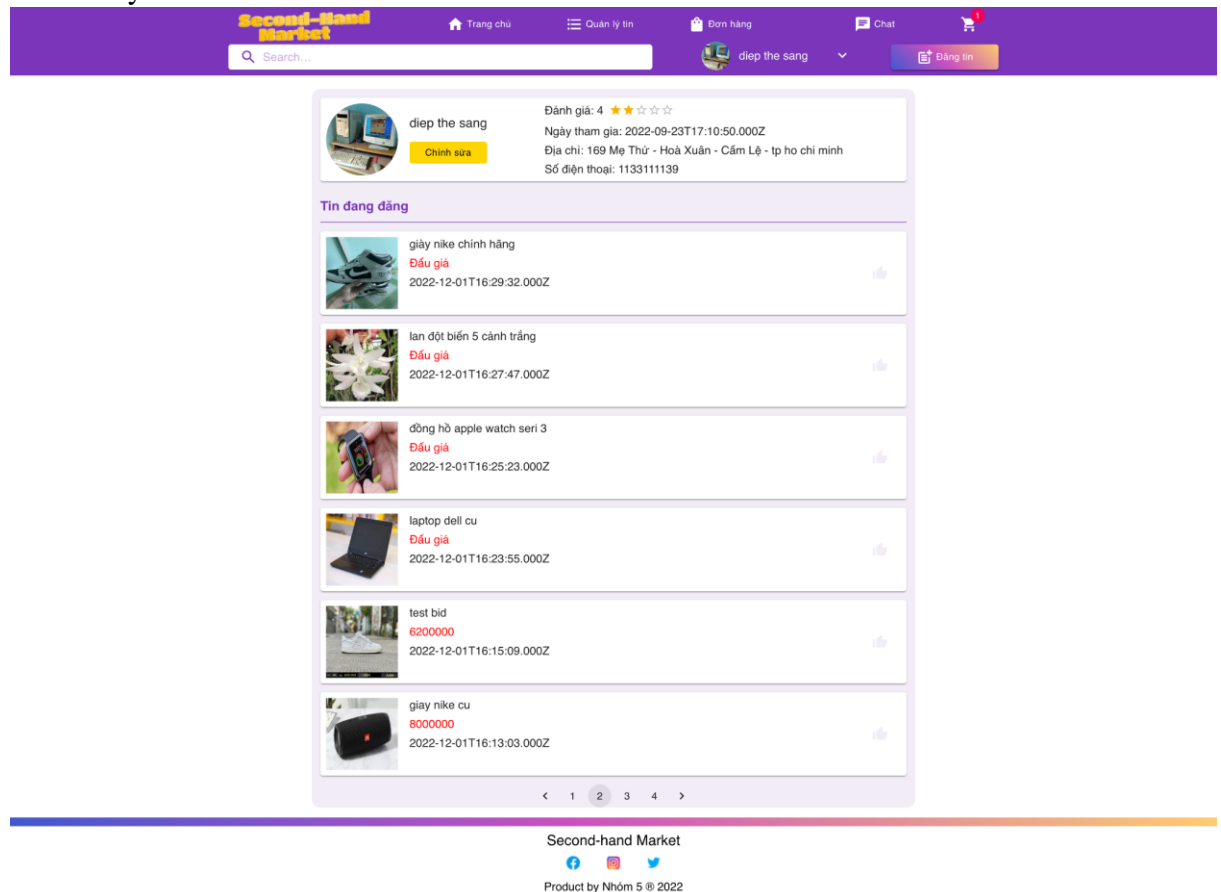 Second-Hand
Market
Trang chủ
Quản lý tin
Đơn hàng
Chat
1
Search...
diep the sang
Đăng tin
diep the sang
Chỉnh sửa
Đánh giá: 4
Ngày tham gia: 2022-09-23T17:10:50.000Z
Địa chỉ: 169 Mẹ Thứ - Hoà Xuân - Cẩm Lệ - tp ho chi minh
Số điện thoại: 1133111139
Tin đang đăng
giày nike chính hãng
Đấu giá
2022-12-01T16:29:32.000Z
lan đột biến 5 cánh trắng
Đấu giá
2022-12-01T16:27:47.000Z
đồng hồ apple watch seri 3
Đấu giá
2022-12-01T16:25:23.000Z
laptop dell cu
Đấu giá
2022-12-01T16:23:55.000Z
test bid
6200000
2022-12-01T16:15:09.000Z
giay nike cu
8000000
2022-12-01T16:13:03.000Z
‹ 1 2 3 4 ›
Second-hand Market
Product by Nhóm 5 ® 2022